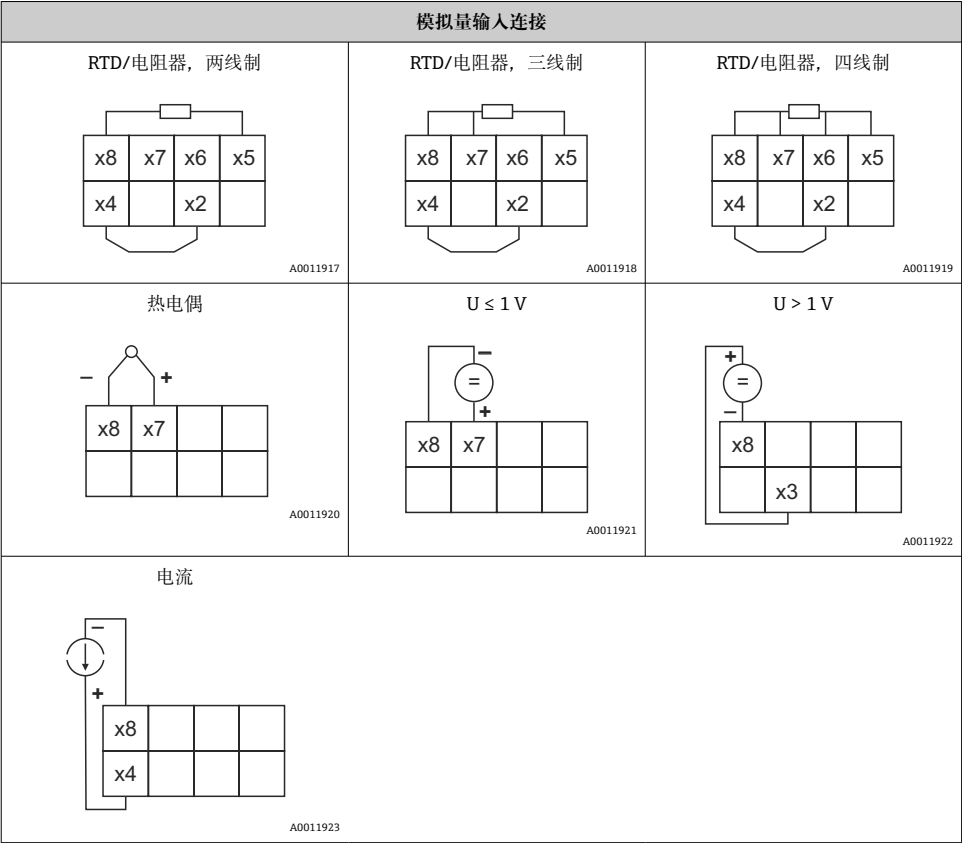 模拟量输入连接
RTD/电阻器，两线制
RTD/电阻器，三线制
RTD/电阻器，四线制
x8 x7 x6 x5
x4 x2
A0011917
x8 x7 x6 x5
x4 x2
A0011918
x8 x7 x6 x5
x4 x2
A0011919
热电偶
U ≤ 1 V
U > 1 V
− +
x8 x7
A0011920
−
=
+
x8 x7
A0011921
+
=
−
x8
x3
A0011922
电流
−
+
x8
x4
A0011923